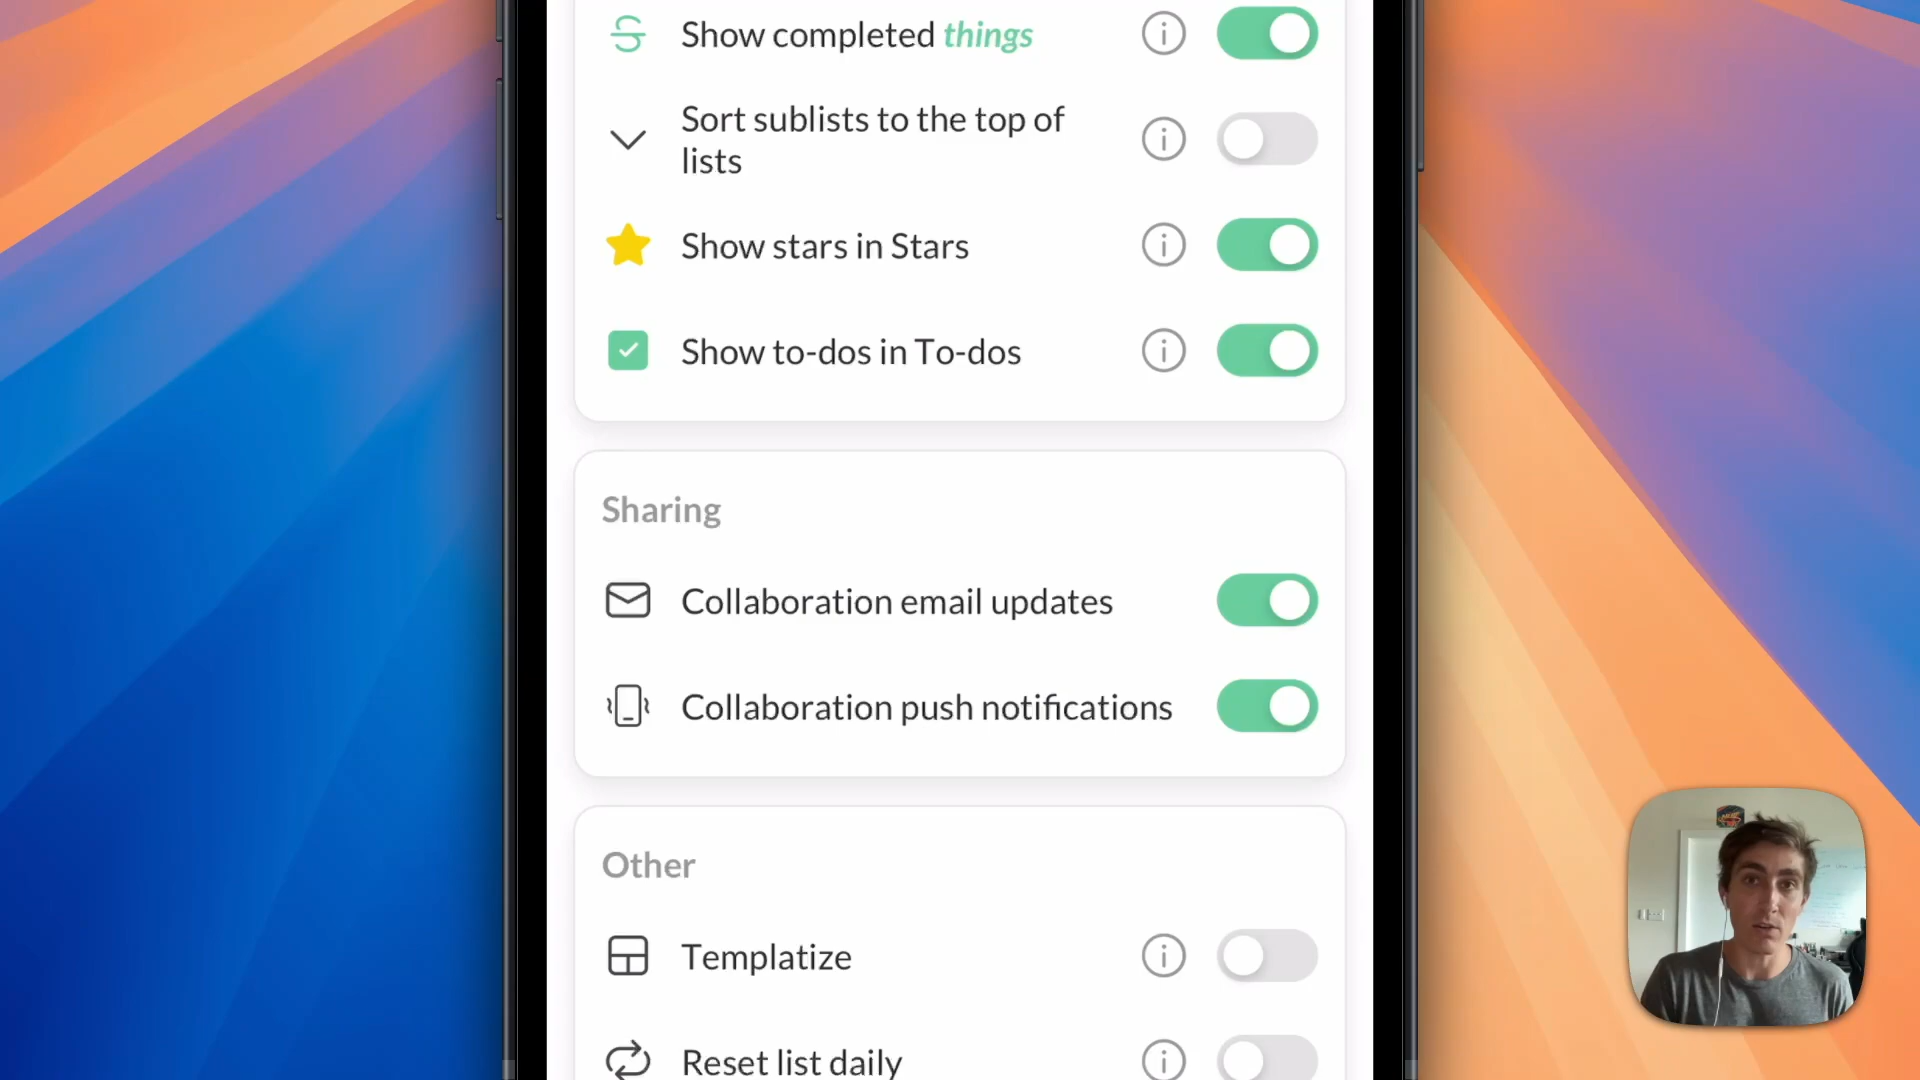 Show completed things
Sort sublists to the top of
lists
Show stars in Stars
Show to-dos in To-dos
Sharing
Collaboration email updates
Collaboration push notifications
Other
Templatize
Reset list daily